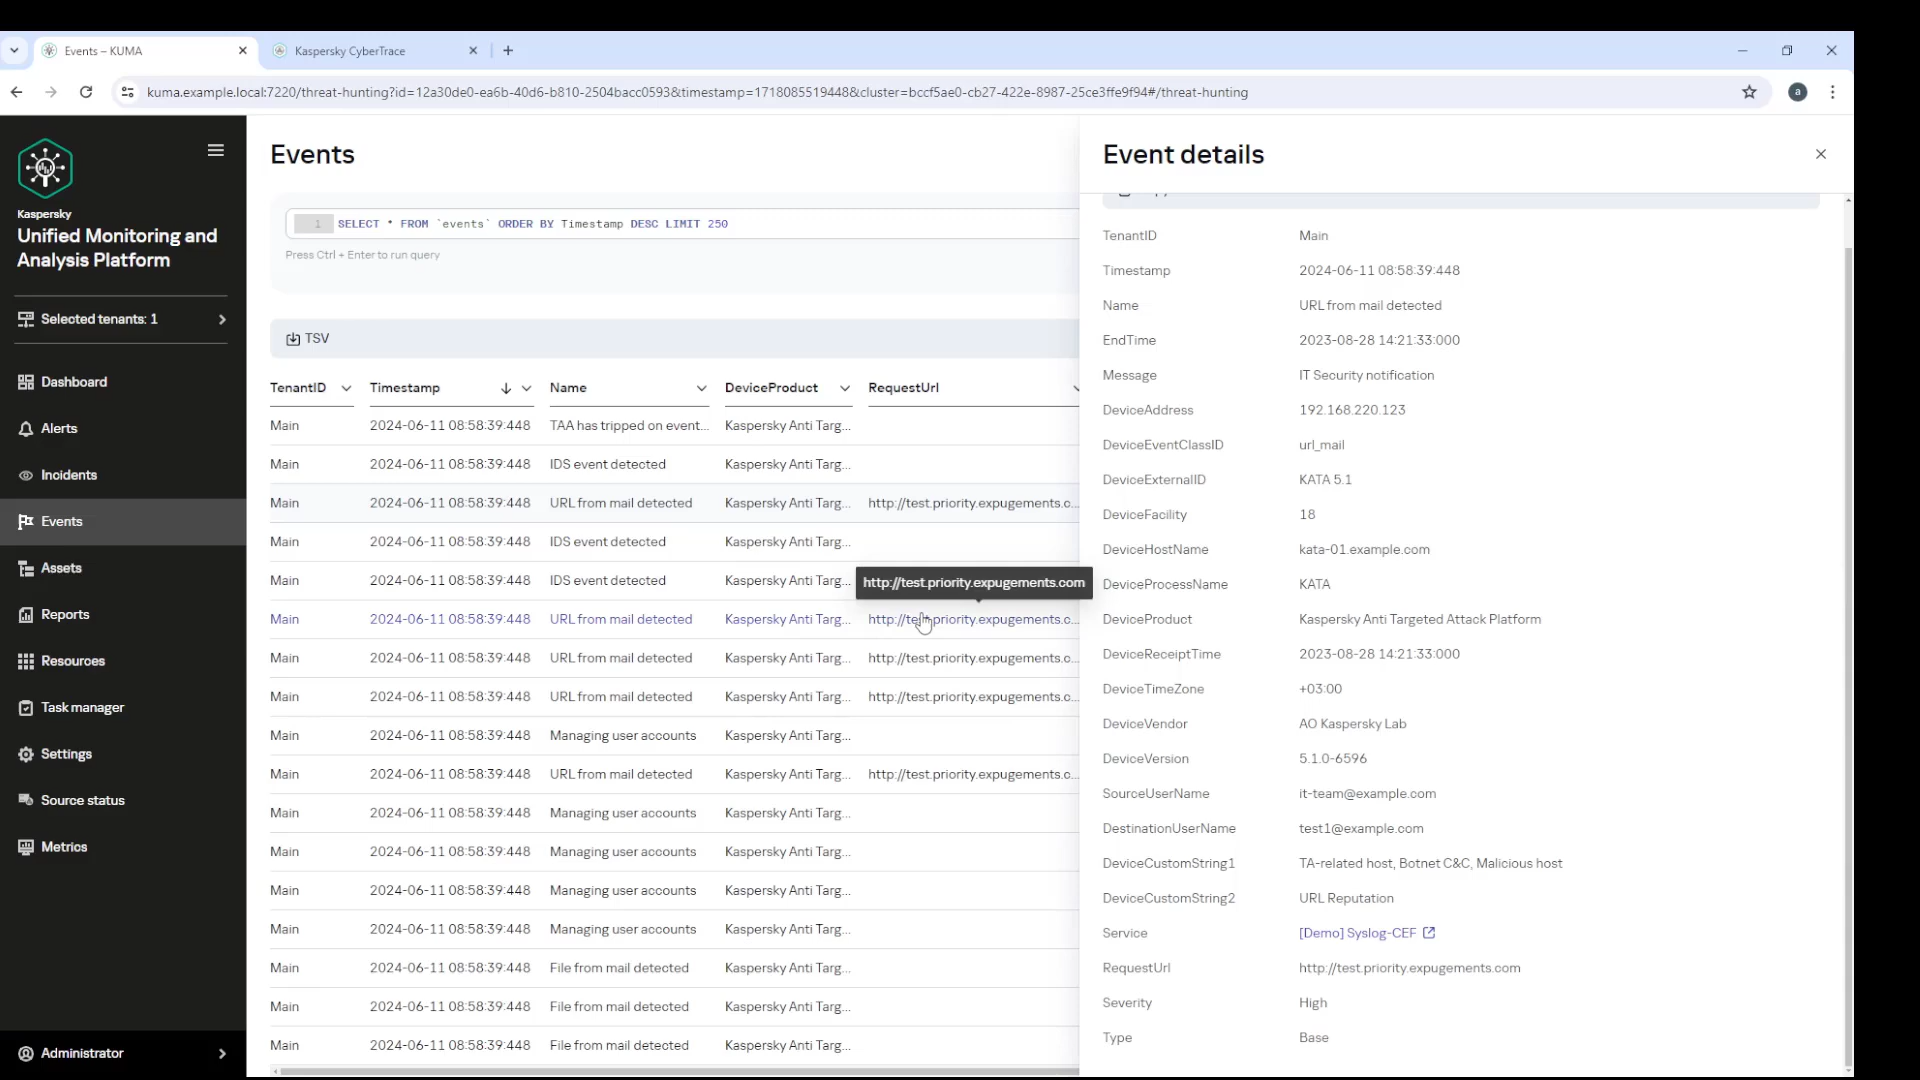 Events – KUMA
Kaspersky CyberTrace
kuma.example.local:7220/threat-hunting?id=12a30de0-ea6b-40d6-b810-2504bacc0593&timestamp=1718085519448&cluster=bccf5ae0-cb27-422e-8987-25ce3ffe9f94#/threat-hunting
a
Kaspersky
Unified Monitoring and
Analysis Platform
Selected tenants: 1
Dashboard
Alerts
Incidents
Events
Assets
Reports
Resources
Task manager
Settings
Source status
Metrics
Administrator
Events
1 SELECT * FROM `events` ORDER BY Timestamp DESC LIMIT 250
Press Ctrl + Enter to run query
TSV
TenantID Timestamp Name DeviceProduct RequestUrl
Main 2024-06-11 08:58:39:448 TAA has tripped on event... Kaspersky Anti Targ...
Main 2024-06-11 08:58:39:448 IDS event detected Kaspersky Anti Targ...
Main 2024-06-11 08:58:39:448 URL from mail detected Kaspersky Anti Targ... http://test.priority.expugements.c...
Main 2024-06-11 08:58:39:448 IDS event detected Kaspersky Anti Targ...
Main 2024-06-11 08:58:39:448 IDS event detected Kaspersky Anti Targ...
http://test.priority.expugements.com
Main 2024-06-11 08:58:39:448 URL from mail detected Kaspersky Anti Targ... http://test.priority.expugements.c...
Main 2024-06-11 08:58:39:448 URL from mail detected Kaspersky Anti Targ... http://test.priority.expugements.c...
Main 2024-06-11 08:58:39:448 URL from mail detected Kaspersky Anti Targ... http://test.priority.expugements.c...
Main 2024-06-11 08:58:39:448 Managing user accounts Kaspersky Anti Targ...
Main 2024-06-11 08:58:39:448 URL from mail detected Kaspersky Anti Targ... http://test.priority.expugements.c...
Main 2024-06-11 08:58:39:448 Managing user accounts Kaspersky Anti Targ...
Main 2024-06-11 08:58:39:448 Managing user accounts Kaspersky Anti Targ...
Main 2024-06-11 08:58:39:448 Managing user accounts Kaspersky Anti Targ...
Main 2024-06-11 08:58:39:448 Managing user accounts Kaspersky Anti Targ...
Main 2024-06-11 08:58:39:448 File from mail detected Kaspersky Anti Targ...
Main 2024-06-11 08:58:39:448 File from mail detected Kaspersky Anti Targ...
Main 2024-06-11 08:58:39:448 File from mail detected Kaspersky Anti Targ...
Event details
TenantID Main
Timestamp 2024-06-11 08:58:39:448
Name URL from mail detected
EndTime 2023-08-28 14:21:33:000
Message IT Security notification
DeviceAddress 192.168.220.123
DeviceEventClassID url_mail
DeviceExternalID KATA 5.1
DeviceFacility 18
DeviceHostName kata-01.example.com
DeviceProcessName KATA
DeviceProduct Kaspersky Anti Targeted Attack Platform
DeviceReceiptTime 2023-08-28 14:21:33:000
DeviceTimeZone +03:00
DeviceVendor AO Kaspersky Lab
DeviceVersion 5.1.0-6596
SourceUserName it-team@example.com
DestinationUserName test1@example.com
DeviceCustomString1 TA-related host, Botnet C&C, Malicious host
DeviceCustomString2 URL Reputation
Service [Demo] Syslog-CEF
RequestUrl http://test.priority.expugements.com
Severity High
Type Base